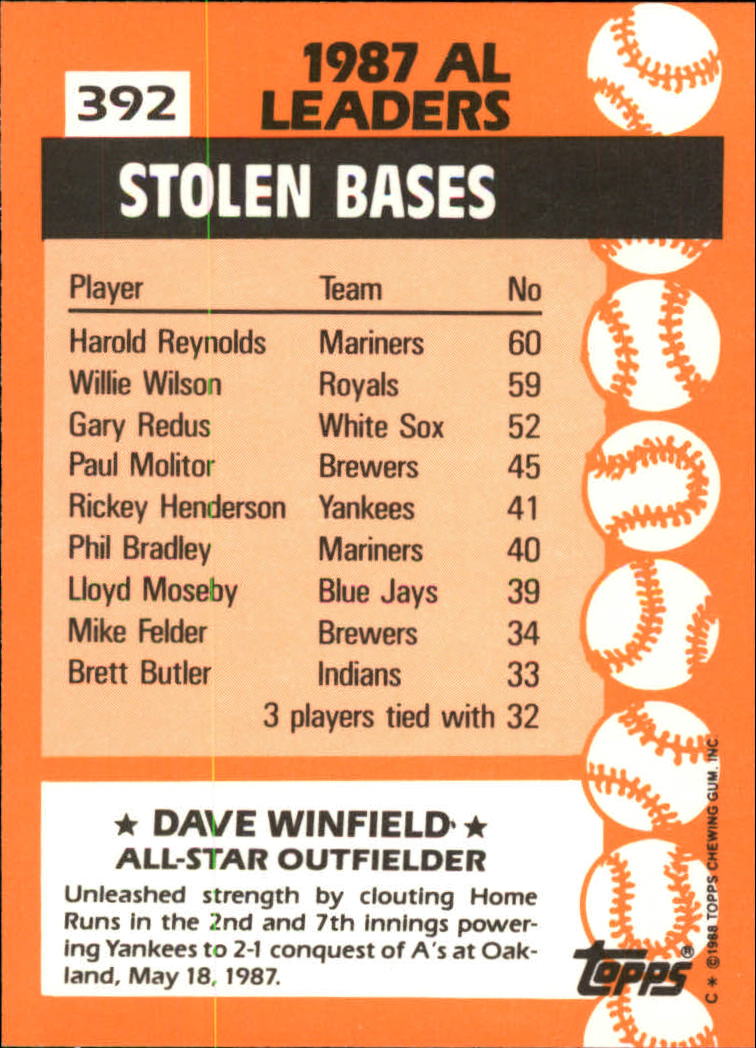 392
1987 AL
LEADERS
STOLEN BASES
Player Team No
Harold Reynolds Mariners 60
Willie Wilson Royals 59
Gary Redus White Sox 52
Paul Molitor Brewers 45
Rickey Henderson Yankees 41
Phil Bradley Mariners 40
Lloyd Moseby Blue Jays 39
Mike Felder Brewers 34
Brett Butler Indians 33
3 players tied with 32
★ DAVE WINFIELD ★
ALL-STAR OUTFIELDER
Unleashed strength by clouting Home
Runs in the 2nd and 7th innings power-
ing Yankees to 2-1 conquest of A's at Oak-
land, May 18, 1987.
topps®
C * ©1988 TOPPS CHEWING GUM, INC.